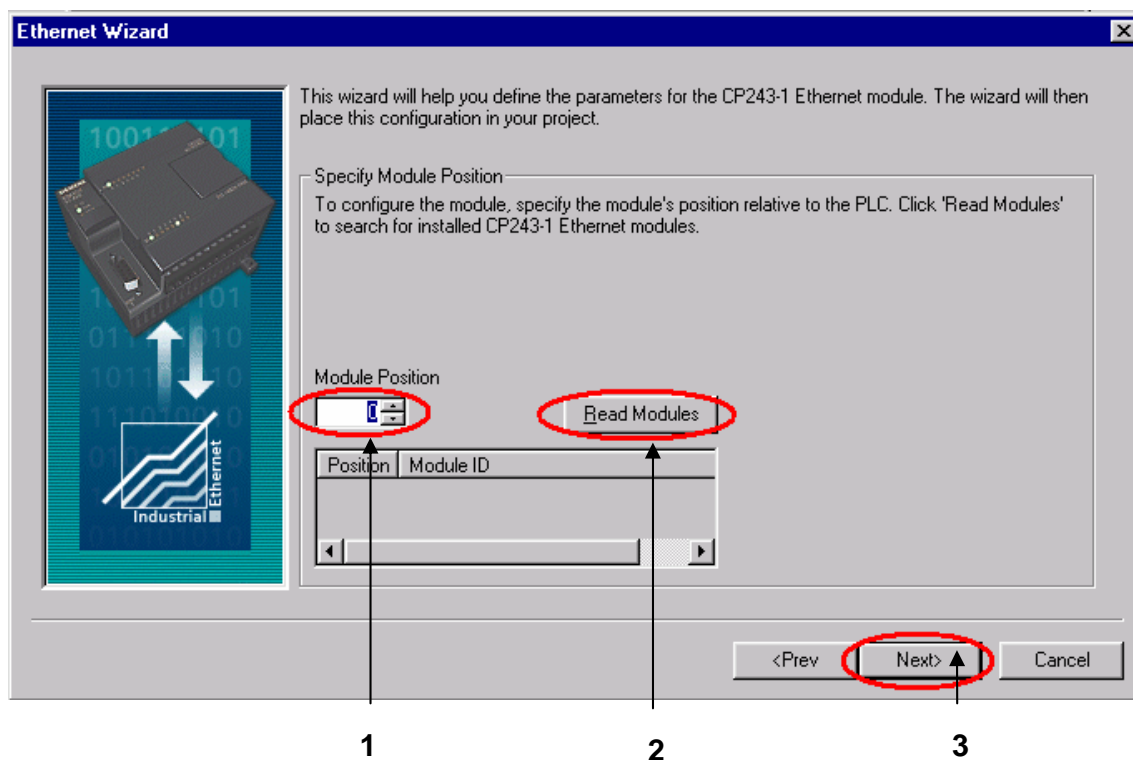 Ethernet Wizard
This wizard will help you define the parameters for the CP243-1 Ethernet module. The wizard will then
place this configuration in your project.
Specify Module Position
To configure the module, specify the module's position relative to the PLC. Click 'Read Modules'
to search for installed CP243-1 Ethernet modules.
Module Position
0
Read Modules
Position Module ID
Industrial
Ethernet
<Prev Next> Cancel
1 2 3